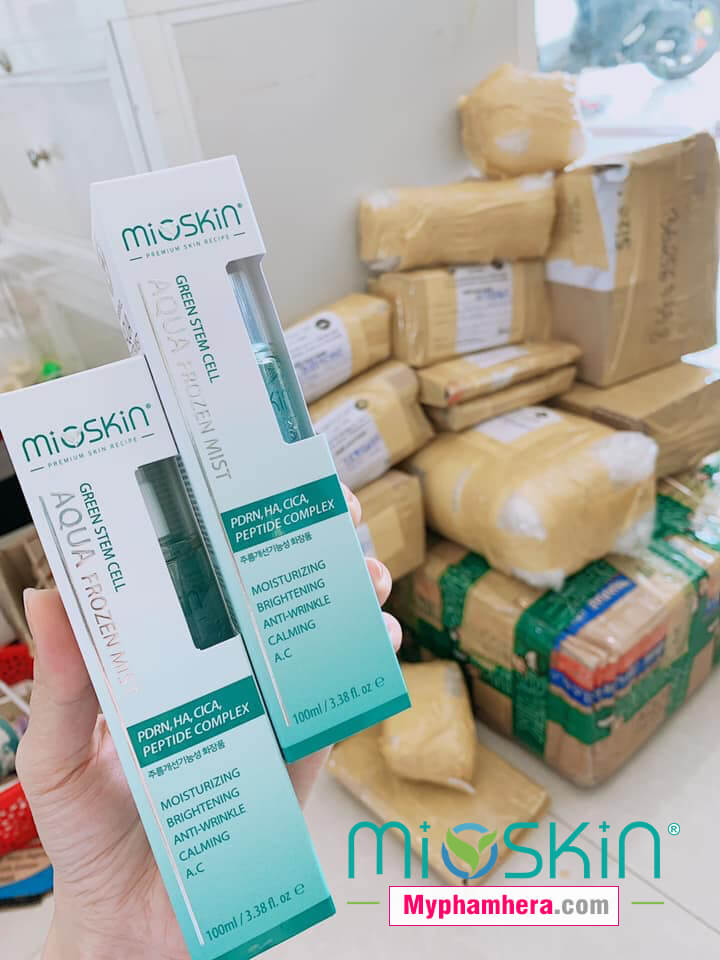 miOSKiN®
PREMIUM SKIN RECIPE
GREEN STEM CELL
AQUA FROZEN MIST
PDRN, HA, CICA,
PEPTIDE COMPLEX
주름개선기능성 화장품
MOISTURIZING
BRIGHTENING
ANTI-WRINKLE
CALMING
A.C
100ml / 3.38 fl. oz ℮
miOSKiN®
PREMIUM SKIN RECIPE
GREEN STEM CELL
AQUA FROZEN MIST
PDRN, HA, CICA,
PEPTIDE COMPLEX
주름개선기능성 화장품
MOISTURIZING
BRIGHTENING
ANTI-WRINKLE
CALMING
A.C
100ml / 3.38 fl. oz ℮
miOSKiN®
Myphamhera.com